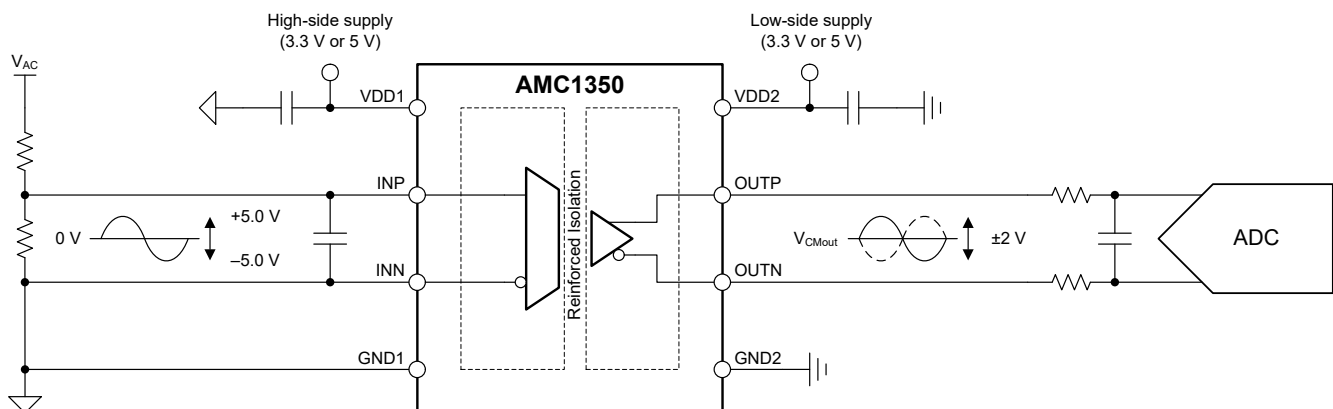 High-side supply
(3.3 V or 5 V)
Low-side supply
(3.3 V or 5 V)
VAC
AMC1350
VDD1
VDD2
INP
OUTP
0 V
+5.0 V
–5.0 V
Reinforced Isolation
VCMout
±2 V
ADC
INN
OUTN
GND1
GND2